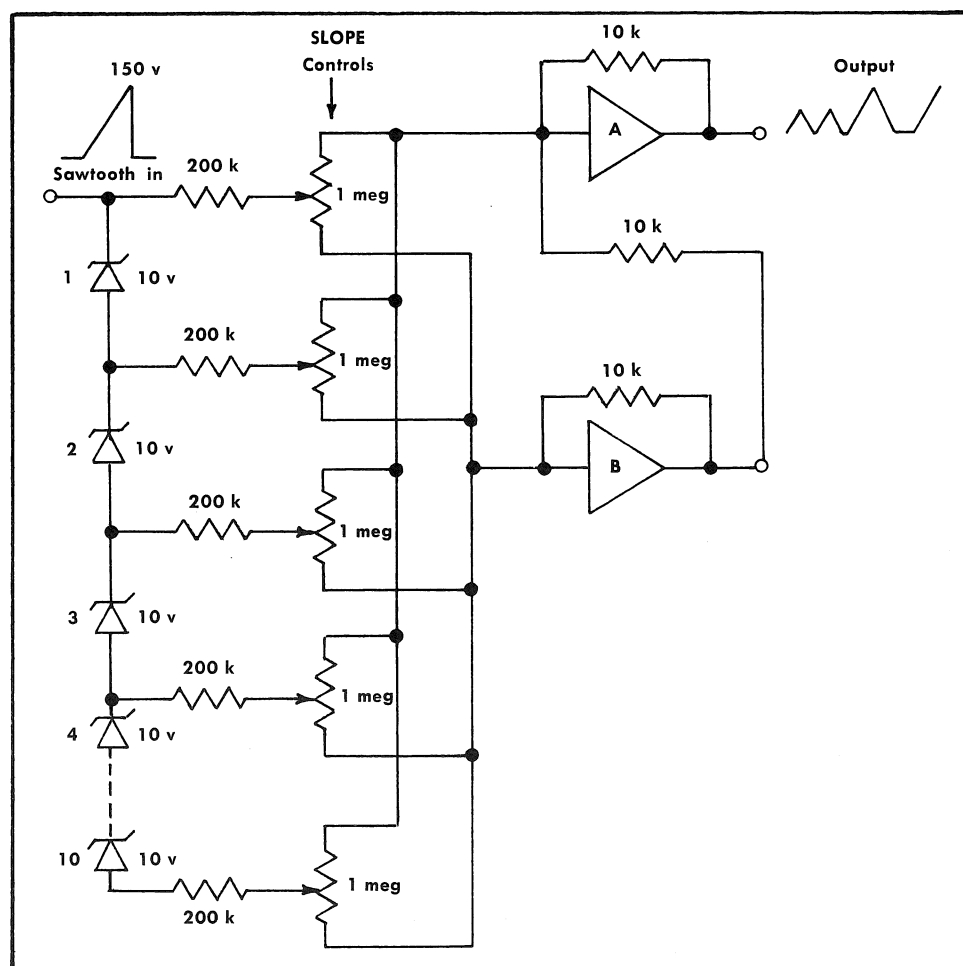 SLOPE
Controls
150 v
10 k
Output
Sawtooth in
200 k
1 meg
A
10 k
1
10 v
200 k
1 meg
10 k
2
10 v
B
200 k
1 meg
3
10 v
200 k
1 meg
4
10 v
10
10 v
1 meg
200 k